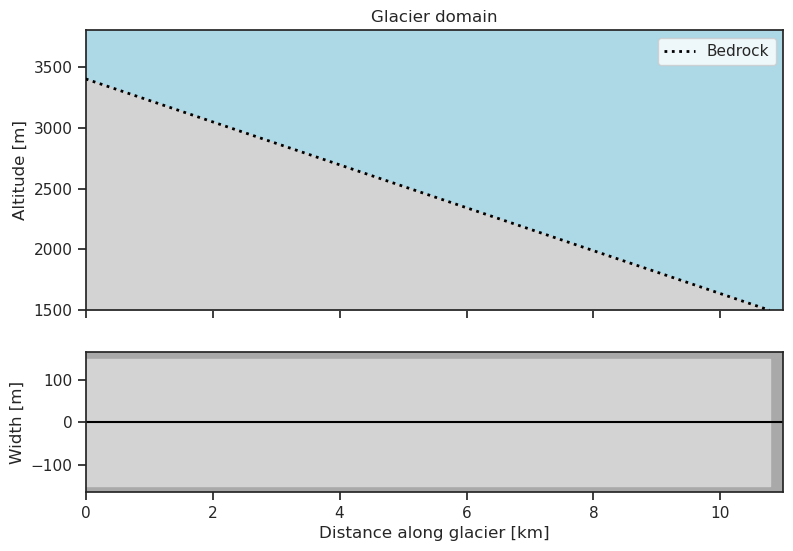 Glacier domain
Bedrock
Altitude [m]
3500
3000
2500
2000
1500
Width [m]
100
0
−100
0 2 4 6 8 10
Distance along glacier [km]